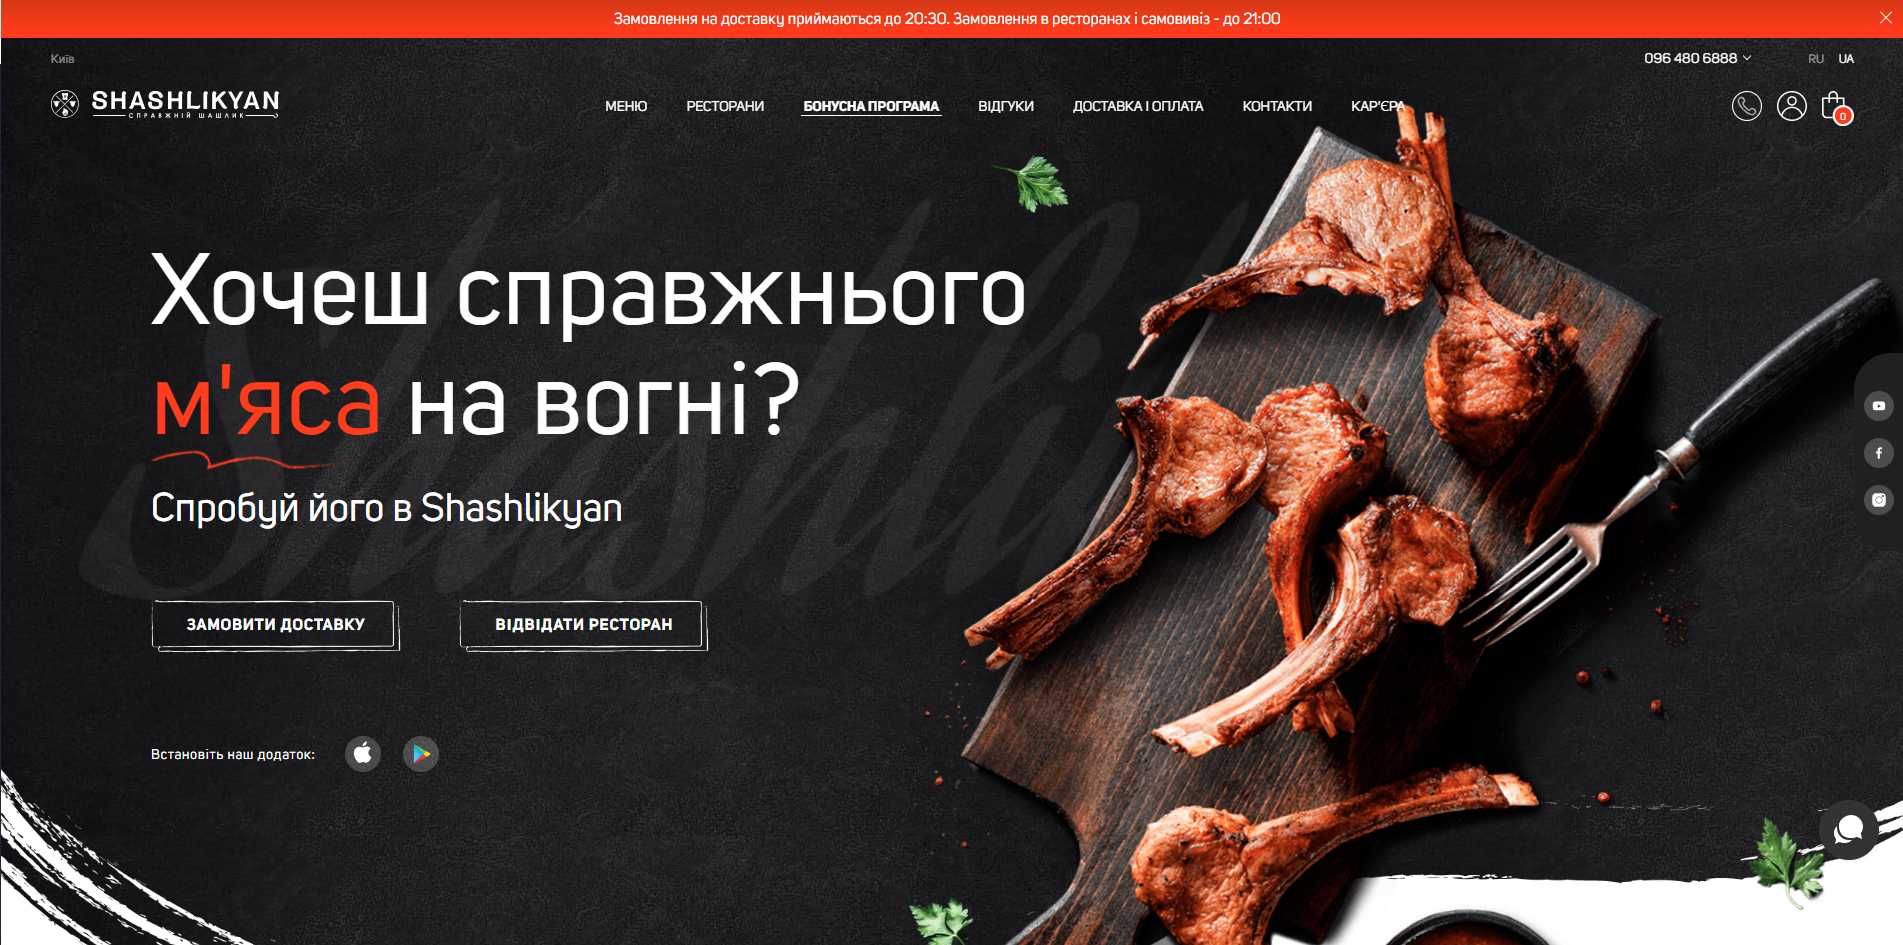 Замовлення на доставку приймаються до 20:30. Замовлення в ресторанах і самовивіз - до 21:00
Київ
096 480 6888
RU UA
SHASHLIKYAN
СПРАВЖНІЙ ШАШЛИК
МЕНЮ РЕСТОРАНИ БОНУСНА ПРОГРАМА ВІДГУКИ ДОСТАВКА І ОПЛАТА КОНТАКТИ КАР'ЄРА
0
Хочеш справжнього
м'яса на вогні?
Спробуй його в Shashlikyan
ЗАМОВИТИ ДОСТАВКУ ВІДВІДАТИ РЕСТОРАН
Встановіть наш додаток:
Shashli